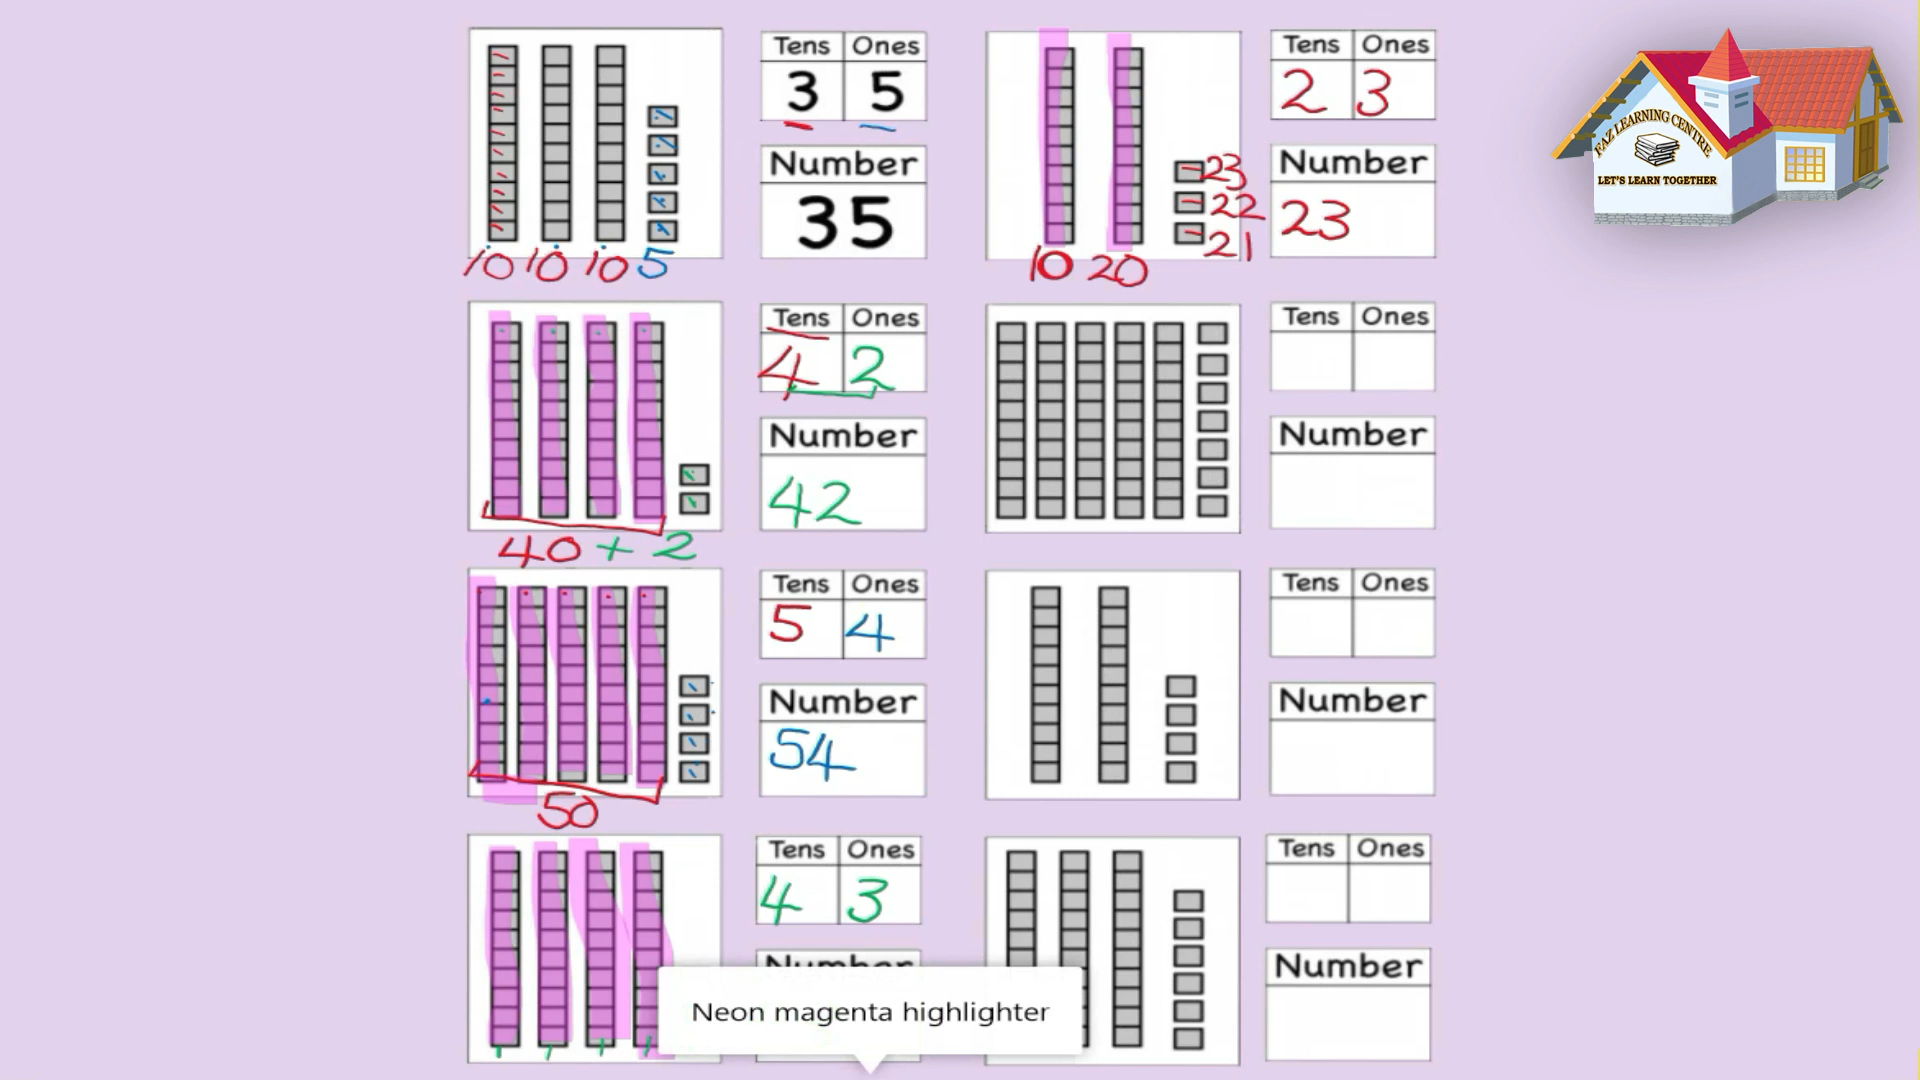 Tens Ones
3 5
Number
35
10 10 10 5
Tens Ones
2 3
Number
23
23
22
21
10 20
FAZ LEARNING CENTRE
LET'S LEARN TOGETHER
Tens Ones
4 2
Number
42
40 + 2
Tens Ones
Number
Tens Ones
5 4
Number
54
50
Tens Ones
Number
Tens Ones
4 3
Number
Tens Ones
Number
Neon magenta highlighter